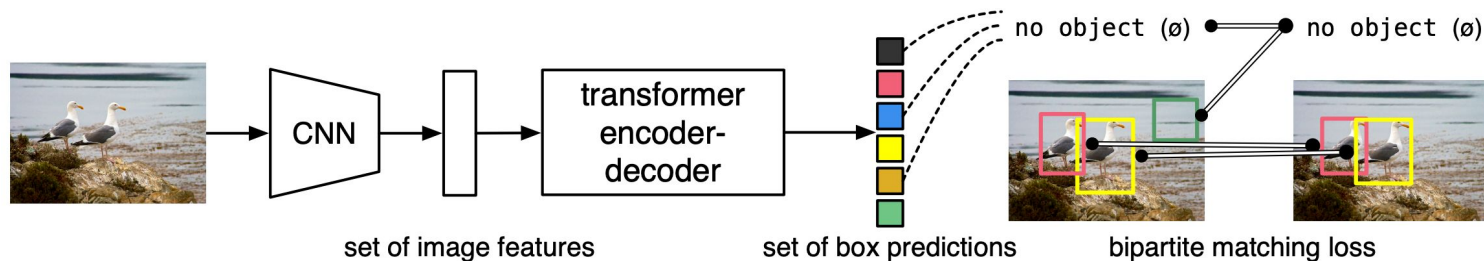 no object (ø)
no object (ø)
CNN
transformer
encoder-
decoder
set of image features
set of box predictions
bipartite matching loss